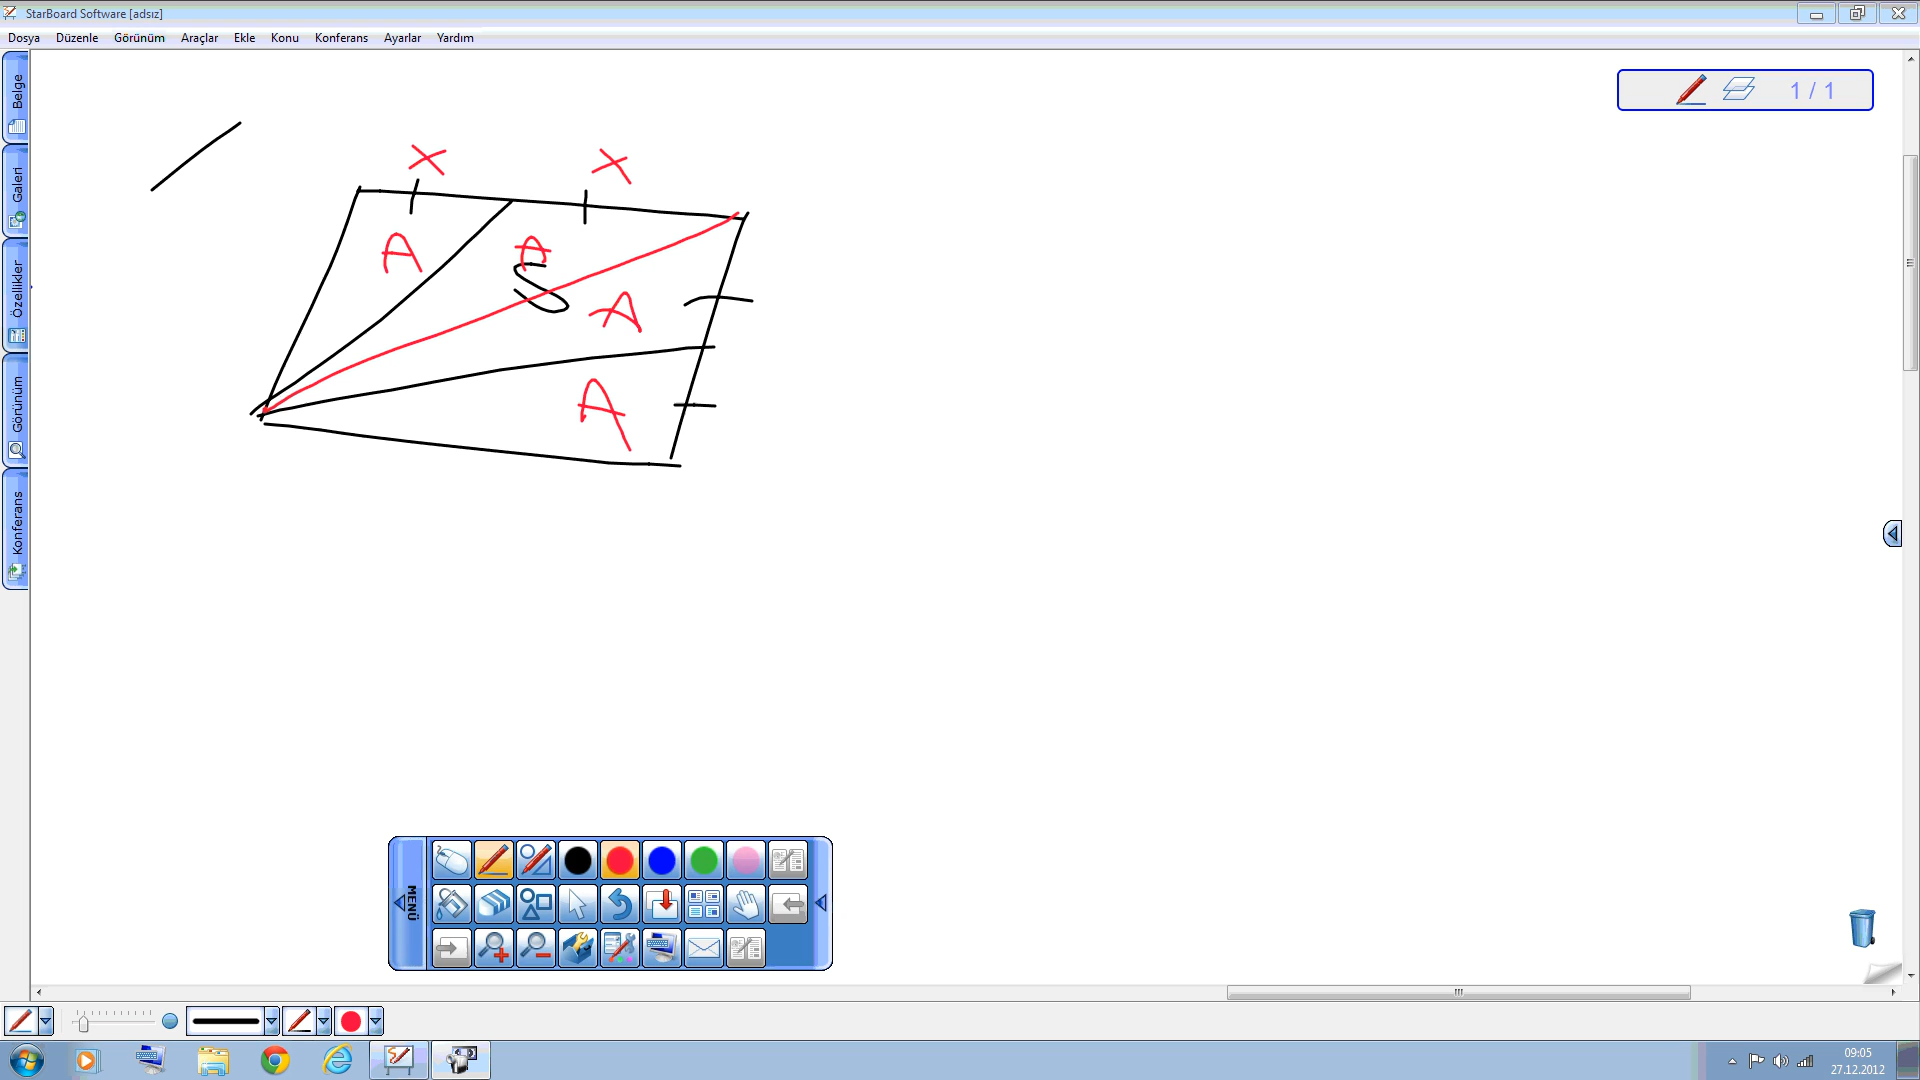 StarBoard Software [adsız]
Dosya Düzenle Görünüm Araçlar Ekle Konu Konferans Ayarlar Yardım
Belge
Galeri
Özellikler
Görünüm
Konferans
1 / 1
X X
A A
S
A
A
MENÜ
09:05
27.12.2012